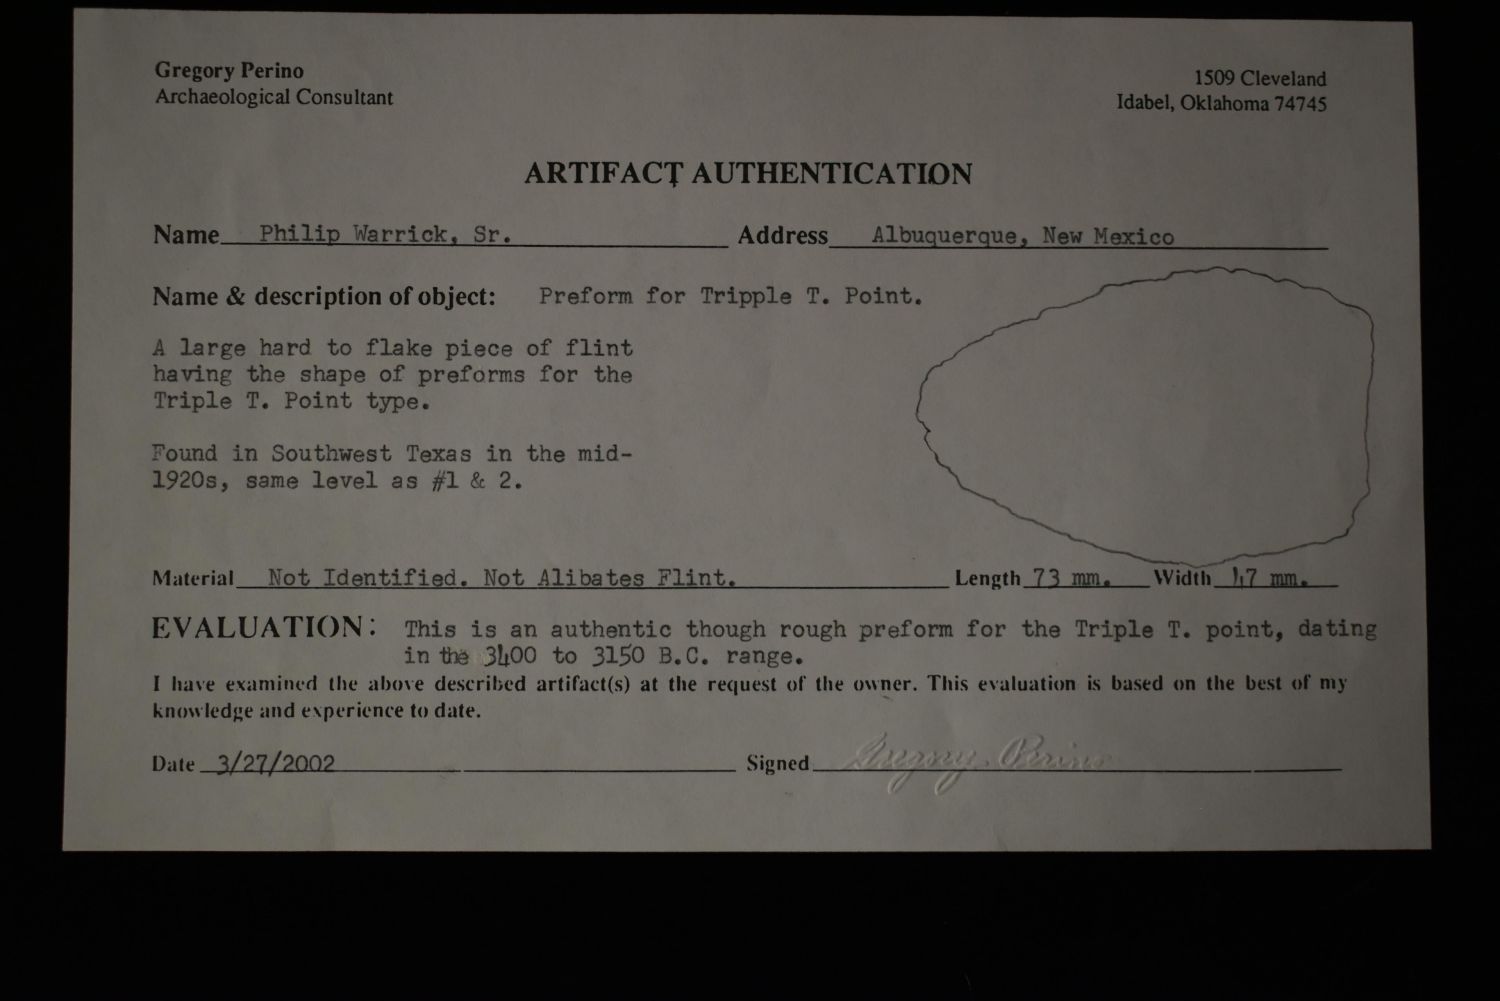 Gregory Perino
Archaeological Consultant
1509 Cleveland
Idabel, Oklahoma 74745
ARTIFACT AUTHENTICATION
Name Philip Warrick, Sr. Address Albuquerque, New Mexico
Name & description of object: Preform for Tripple T. Point.
A large hard to flake piece of flint
having the shape of preforms for the
Triple T. Point type.
Found in Southwest Texas in the mid-
1920s, same level as #1 & 2.
Material Not Identified. Not Alibates Flint. Length 73 mm. Width 47 mm.
EVALUATION: This is an authentic though rough preform for the Triple T. point, dating
in the 3400 to 3150 B.C. range.
I have examined the above described artifact(s) at the request of the owner. This evaluation is based on the best of my
knowledge and experience to date.
Date 3/27/2002 Signed Gregory Perino